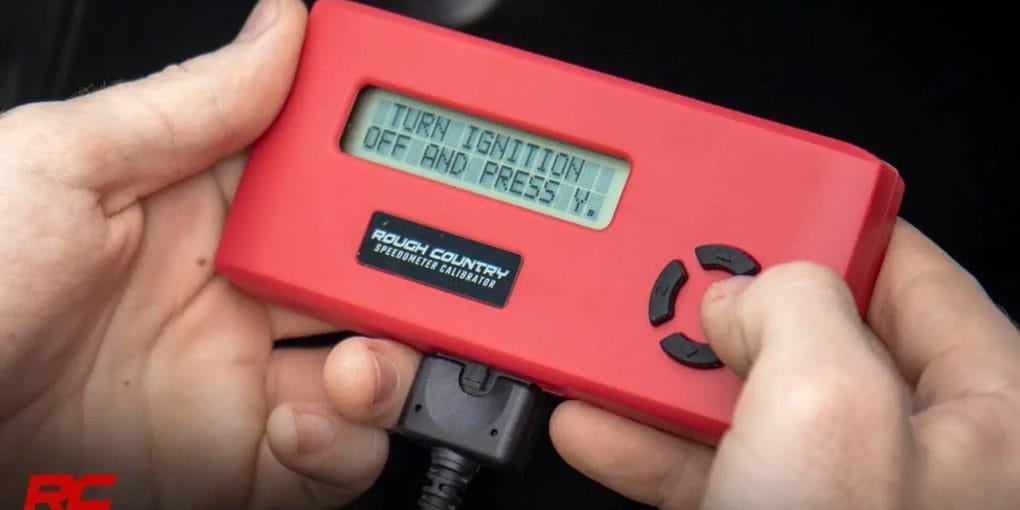 TURN IGNITION
OFF AND PRESS Y.
ROUGH COUNTRY
SPEEDOMETER CALIBRATOR
N
RC